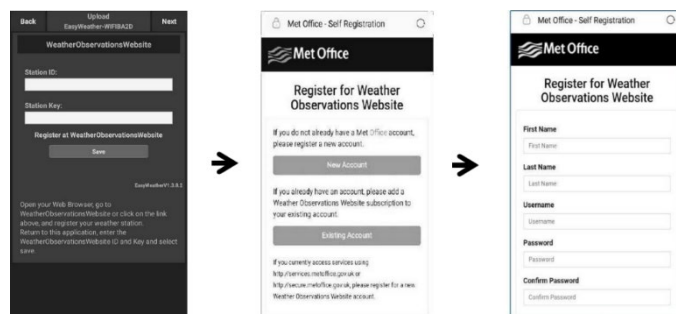 Back
Upload
EasyWeather-WIFIBA2D
Next
WeatherObservationsWebsite
Station ID:
Station Key:
Register at WeatherObservationsWebsite
Save
EasyWeatherV1.3.8.2
Open your Web Browser, go to
WeatherObservationsWebsite or click on the link
above, and register your weather station.
Return to this application, enter the
WeatherObservationsWebsite ID and Key and select
save.
Met Office - Self Registration
Met Office
Register for Weather
Observations Website
If you do not already have a Met Office account,
please register a new account.
New Account
If you already have an account, please add a
Weather Observations Website subscription to
your existing account.
Existing Account
If you currently access services using
http://services.metoffice.gov.uk or
http://secure.metoffice.gov.uk, please register for a new
Weather Observations Website account.
Met Office - Self Registration
Met Office
Register for Weather
Observations Website
First Name
First Name
Last Name
Last Name
Username
Username
Password
Password
Confirm Password
Confirm Password